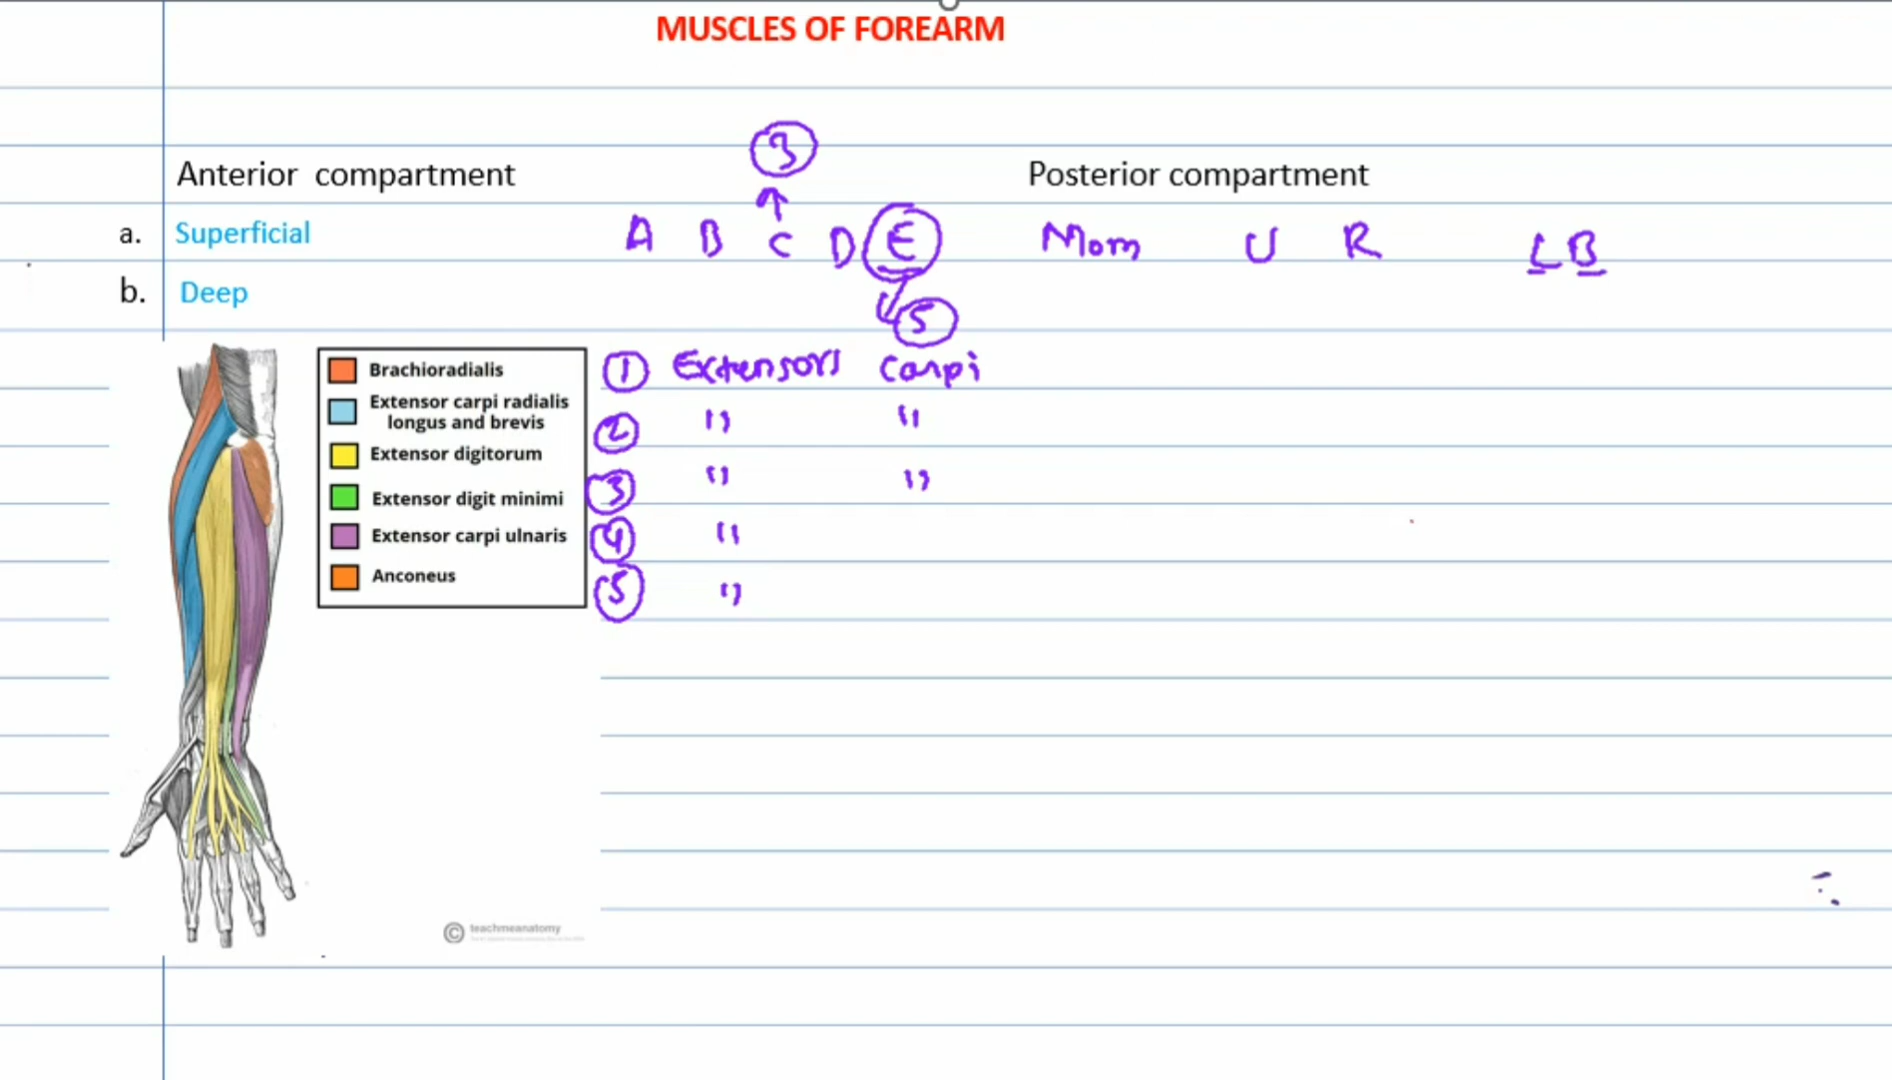 MUSCLES OF FOREARM
3
Anterior compartment Posterior compartment
a. Superficial A B C D E Mom U R L B
b. Deep
5
Brachioradialis
Extensor carpi radialis
longus and brevis
Extensor digitorum
Extensor digit minimi
Extensor carpi ulnaris
Anconeus
1 Extensors carpi
2 " "
3 " "
4 "
5 "
© teachmeanatomy